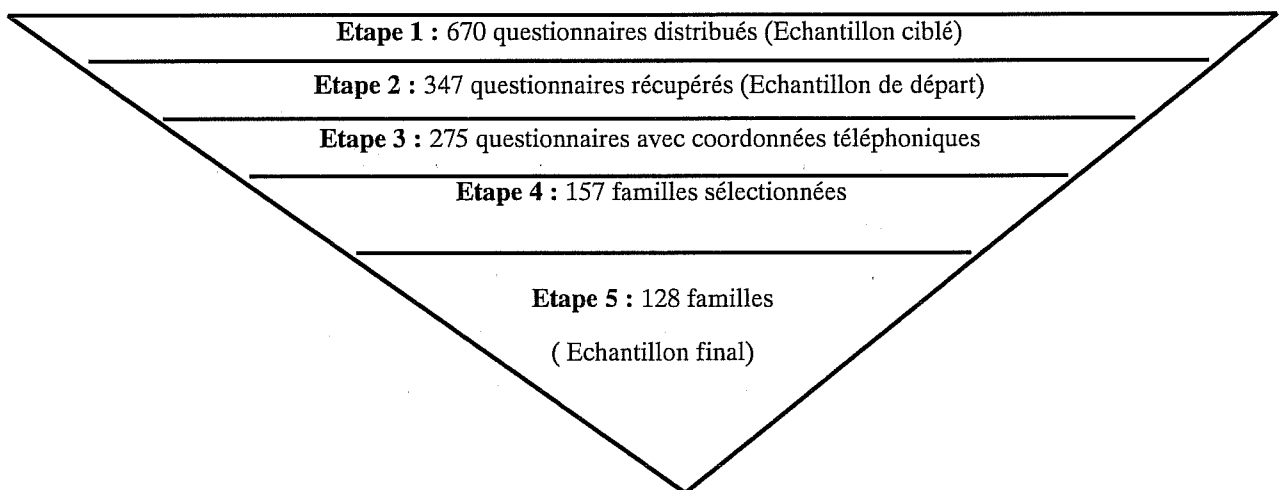 Etape 1 : 670 questionnaires distribués (Echantillon ciblé)
Etape 2 : 347 questionnaires récupérés (Echantillon de départ)
Etape 3 : 275 questionnaires avec coordonnées téléphoniques
Etape 4 : 157 familles sélectionnées
Etape 5 : 128 familles
( Echantillon final)